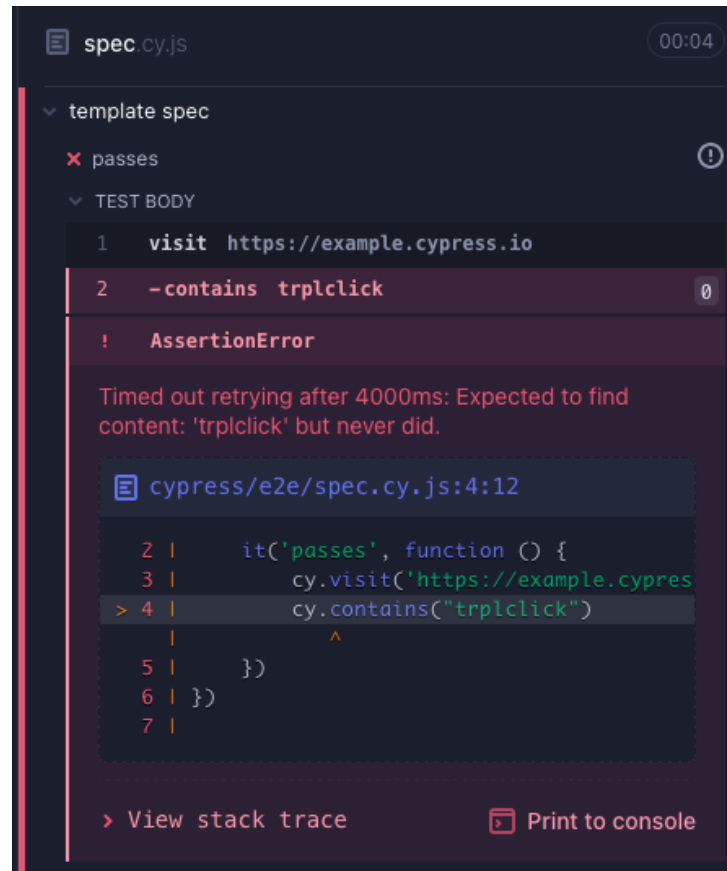 spec.cy.js 00:04
template spec
passes
TEST BODY
1 visit https://example.cypress.io
2 -contains trplclick 0
! AssertionError
Timed out retrying after 4000ms: Expected to find
content: 'trplclick' but never did.
cypress/e2e/spec.cy.js:4:12
2 | it('passes', function () {
3 | cy.visit('https://example.cypres
> 4 | cy.contains("trplclick")
| ^
5 | })
6 | })
7 |
> View stack trace Print to console